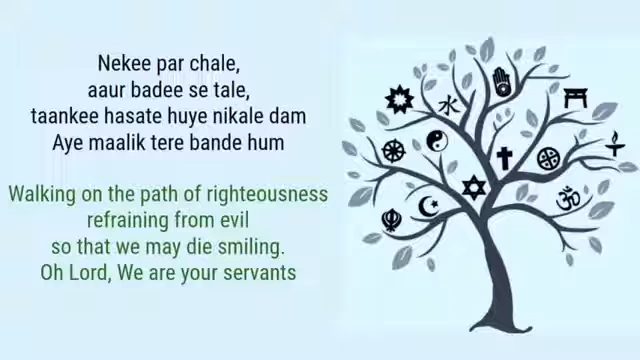 Nekee par chale,
aaur badee se tale,
taankee hasate huye nikale dam
Aye maalik tere bande hum
Walking on the path of righteousness
refraining from evil
so that we may die smiling.
Oh Lord, We are your servants
水
ॐ